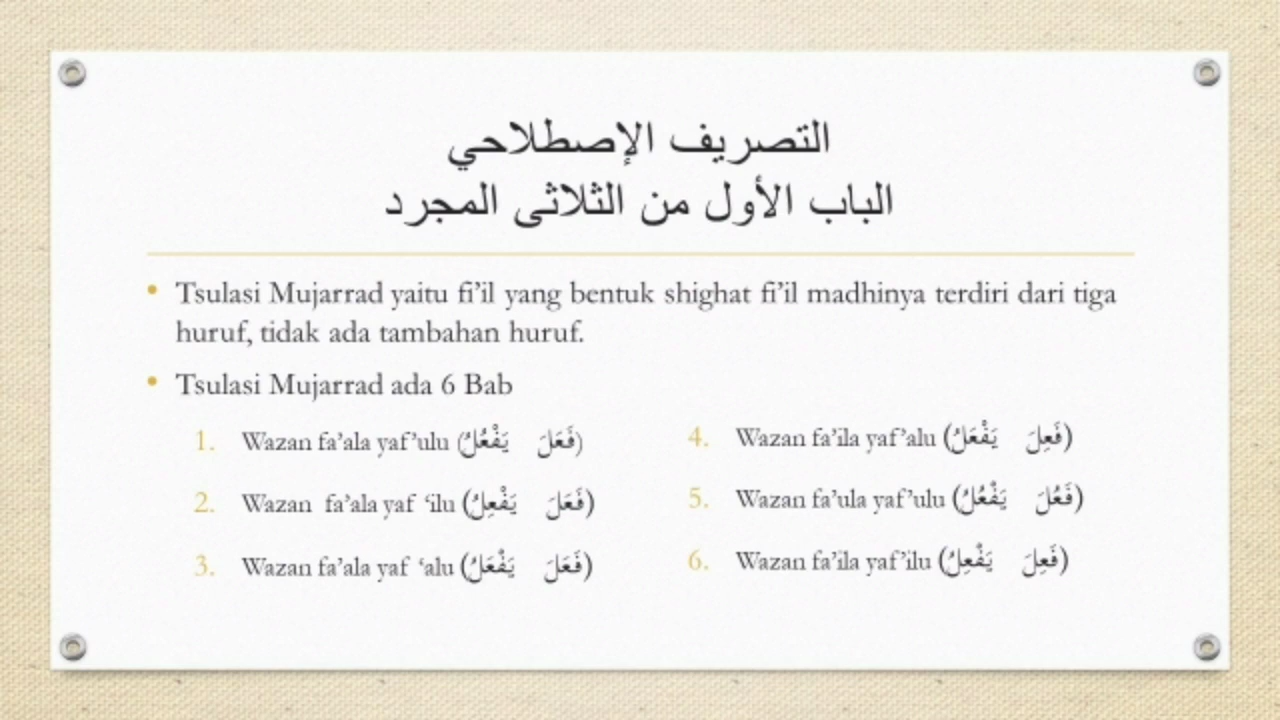 التصريف الإصطلاحي
الباب الأول من الثلاثى المجرد
• Tsulasi Mujarrad yaitu fi’il yang bentuk shighat fi’il madhinya terdiri dari tiga
huruf, tidak ada tambahan huruf.
• Tsulasi Mujarrad ada 6 Bab
1. Wazan fa’ala yaf’ulu (فَعَلَ يَفْعُلُ)
2. Wazan fa’ala yaf ‘ilu (فَعَلَ يَفْعِلُ)
3. Wazan fa’ala yaf ‘alu (فَعَلَ يَفْعَلُ)
4. Wazan fa’ila yaf’alu (فَعِلَ يَفْعَلُ)
5. Wazan fa’ula yaf’ulu (فَعُلَ يَفْعُلُ)
6. Wazan fa’ila yaf’ilu (فَعِلَ يَفْعِلُ)